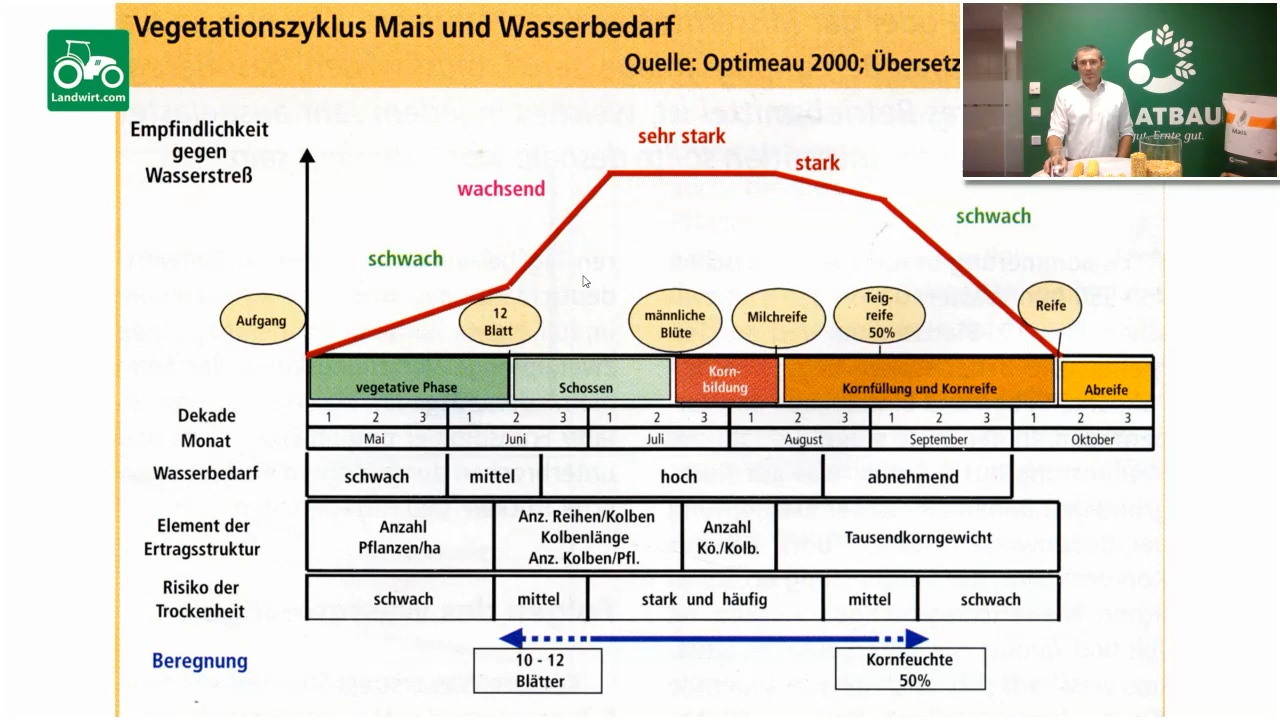 Vegetationszyklus Mais und Wasserbedarf
Quelle: Optimeau 2000; Übersetz
Landwirt.com
ATBAU
gut. Ernte gut.
Mais
Empfindlichkeit
gegen
Wasserstreß
schwach
wachsend
sehr stark
stark
schwach
Aufgang
12
Blatt
männliche
Blüte
Milchreife
Teig-
reife
50%
Reife
vegetative Phase
Schossen
Korn-
bildung
Kornfüllung und Kornreife
Abreife
Dekade 1 2 3 1 2 3 1 2 3 1 2 3 1 2 3 1 2 3
Monat Mai Juni Juli August September Oktober
Wasserbedarf schwach mittel hoch abnehmend
Element der
Ertragsstruktur
Anzahl
Pflanzen/ha
Anz. Reihen/Kolben
Kolbenlänge
Anz. Kolben/Pfl.
Anzahl
Kö./Kolb.
Tausendkorngewicht
Risiko der
Trockenheit
schwach mittel stark und häufig mittel schwach
Beregnung
10 - 12
Blätter
Kornfeuchte
50%